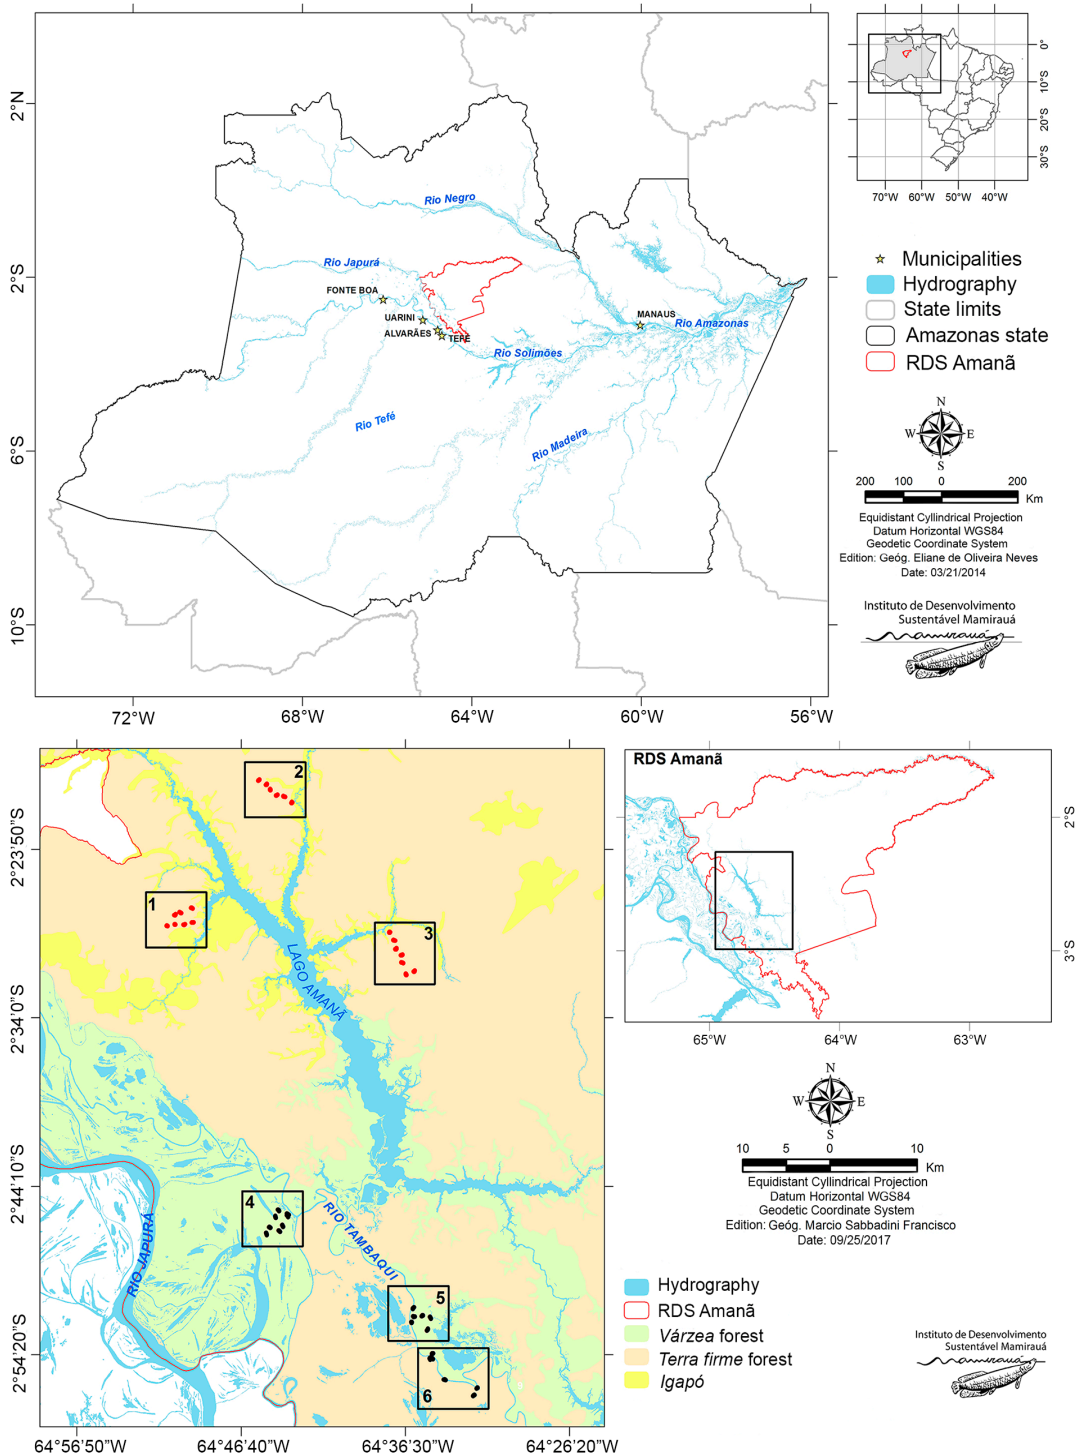 2°N
2°S
6°S
10°S
72°W
68°W
64°W
60°W
56°W
Rio Negro
Rio Japurá
FONTE BOA
UARINI
ALVARÃES
TEFÉ
MANAUS
Rio Amazonas
Rio Solimões
Rio Tefé
Rio Madeira
0°
10°S
20°S
30°S
70°W
60°W
50°W
40°W
Municipalities
Hydrography
State limits
Amazonas state
RDS Amanã
N
W
E
S
200
100
0
200
Km
Equidistant Cyllindrical Projection
Datum Horizontal WGS84
Geodetic Coordinate System
Edition: Geóg. Eliane de Oliveira Neves
Date: 03/21/2014
Instituto de Desenvolvimento
Sustentável Mamirauá
Mamirauá
2°23'50"S
2°34'0"S
2°44'10"S
2°54'20"S
64°56'50"W
64°46'40"W
64°36'30"W
64°26'20"W
1
2
3
4
5
6
LAGO AMANÃ
RIO JAPURÁ
RIO TAMBAQUI
RDS Amanã
2°S
3°S
65°W
64°W
63°W
N
W
E
S
10
5
0
10
Km
Equidistant Cyllindrical Projection
Datum Horizontal WGS84
Geodetic Coordinate System
Edition: Geóg. Marcio Sabbadini Francisco
Date: 09/25/2017
Hydrography
RDS Amanã
Várzea forest
Terra firme forest
Igapó
Instituto de Desenvolvimento
Sustentável Mamirauá
Mamirauá